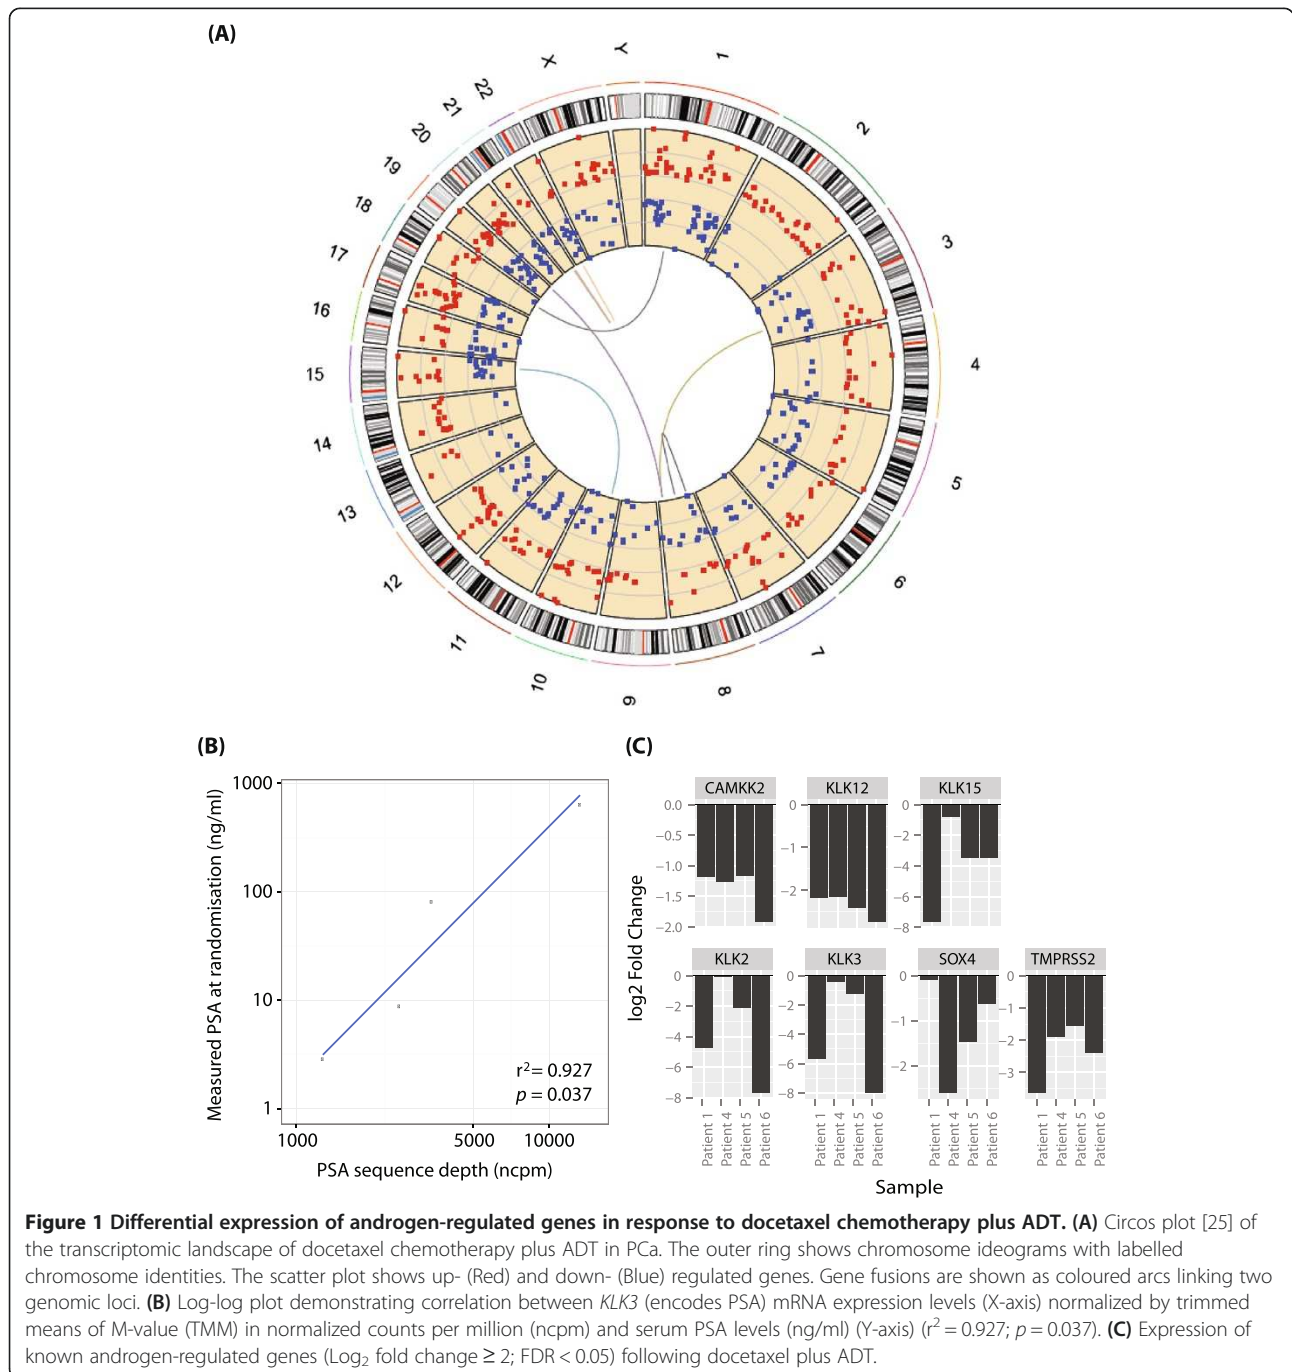 (A)
1
2
3
4
5
6
7
8
9
10
11
12
13
14
15
16
17
18
19
20
21
22
X
Y
(B)
Measured PSA at randomisation (ng/ml)
1000
100
10
1
r2 = 0.927
p = 0.037
1000 5000 10000
PSA sequence depth (ncpm)
(C)
log2 Fold Change
CAMKK2 KLK12 KLK15
0.0
−0.5
−1.0
−1.5
−2.0
0
−1
−2
0
−2
−4
−6
−8
KLK2 KLK3 SOX4 TMPRSS2
0
−2
−4
−6
−8
0
−2
−4
−6
−8
0
−1
−2
0
−1
−2
−3
Patient 1 Patient 4 Patient 5 Patient 6
Patient 1 Patient 4 Patient 5 Patient 6
Patient 1 Patient 4 Patient 5 Patient 6
Patient 1 Patient 4 Patient 5 Patient 6
Sample
Figure 1 Differential expression of androgen-regulated genes in response to docetaxel chemotherapy plus ADT. (A) Circos plot [25] of
the transcriptomic landscape of docetaxel chemotherapy plus ADT in PCa. The outer ring shows chromosome ideograms with labelled
chromosome identities. The scatter plot shows up- (Red) and down- (Blue) regulated genes. Gene fusions are shown as coloured arcs linking two
genomic loci. (B) Log-log plot demonstrating correlation between KLK3 (encodes PSA) mRNA expression levels (X-axis) normalized by trimmed
means of M-value (TMM) in normalized counts per million (ncpm) and serum PSA levels (ng/ml) (Y-axis) (r2 = 0.927; p = 0.037). (C) Expression of
known androgen-regulated genes (Log2 fold change ≥ 2; FDR < 0.05) following docetaxel plus ADT.